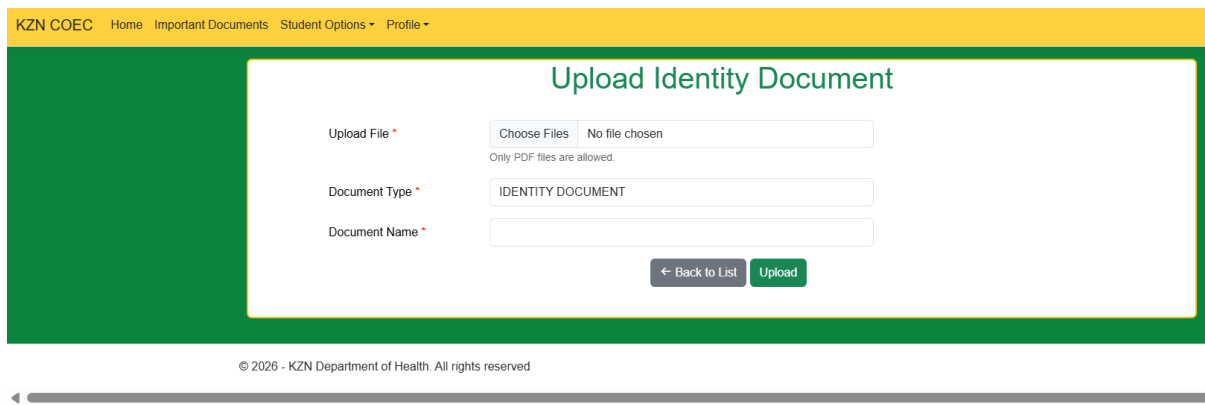 KZN COEC Home Important Documents Student Options Profile
Upload Identity Document
Upload File * Choose Files No file chosen
Only PDF files are allowed.
Document Type * IDENTITY DOCUMENT
Document Name *
← Back to List Upload
© 2026 - KZN Department of Health. All rights reserved